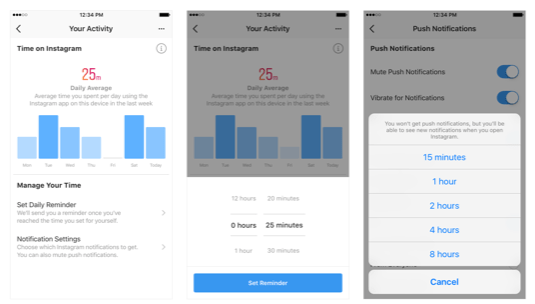 12:34 PM
Your Activity
Time on Instagram
25m
Daily Average
Average time you spent per day using the
Instagram app on this device in the last week
Mon Tue Wed Thu Fri Sat Today
Manage Your Time
Set Daily Reminder
We'll send you a reminder once you've
reached the time you set for yourself.
Notification Settings
Choose which Instagram notifications to get.
You can also mute push notifications.
12:34 PM
Your Activity
Time on Instagram
25m
Daily Average
Average time you spent per day using the
Instagram app on this device in the last week
Mon Tue Wed Thu Fri Sat Today
12 hours 20 minutes
0 hours 25 minutes
1 hour 30 minutes
Set Reminder
12:34 PM
Push Notifications
Push Notifications
Mute Push Notifications
Vibrate for Notifications
You won't get push notifications, but you'll be
able to see new notifications when you open
Instagram.
15 minutes
1 hour
2 hours
4 hours
8 hours
Cancel